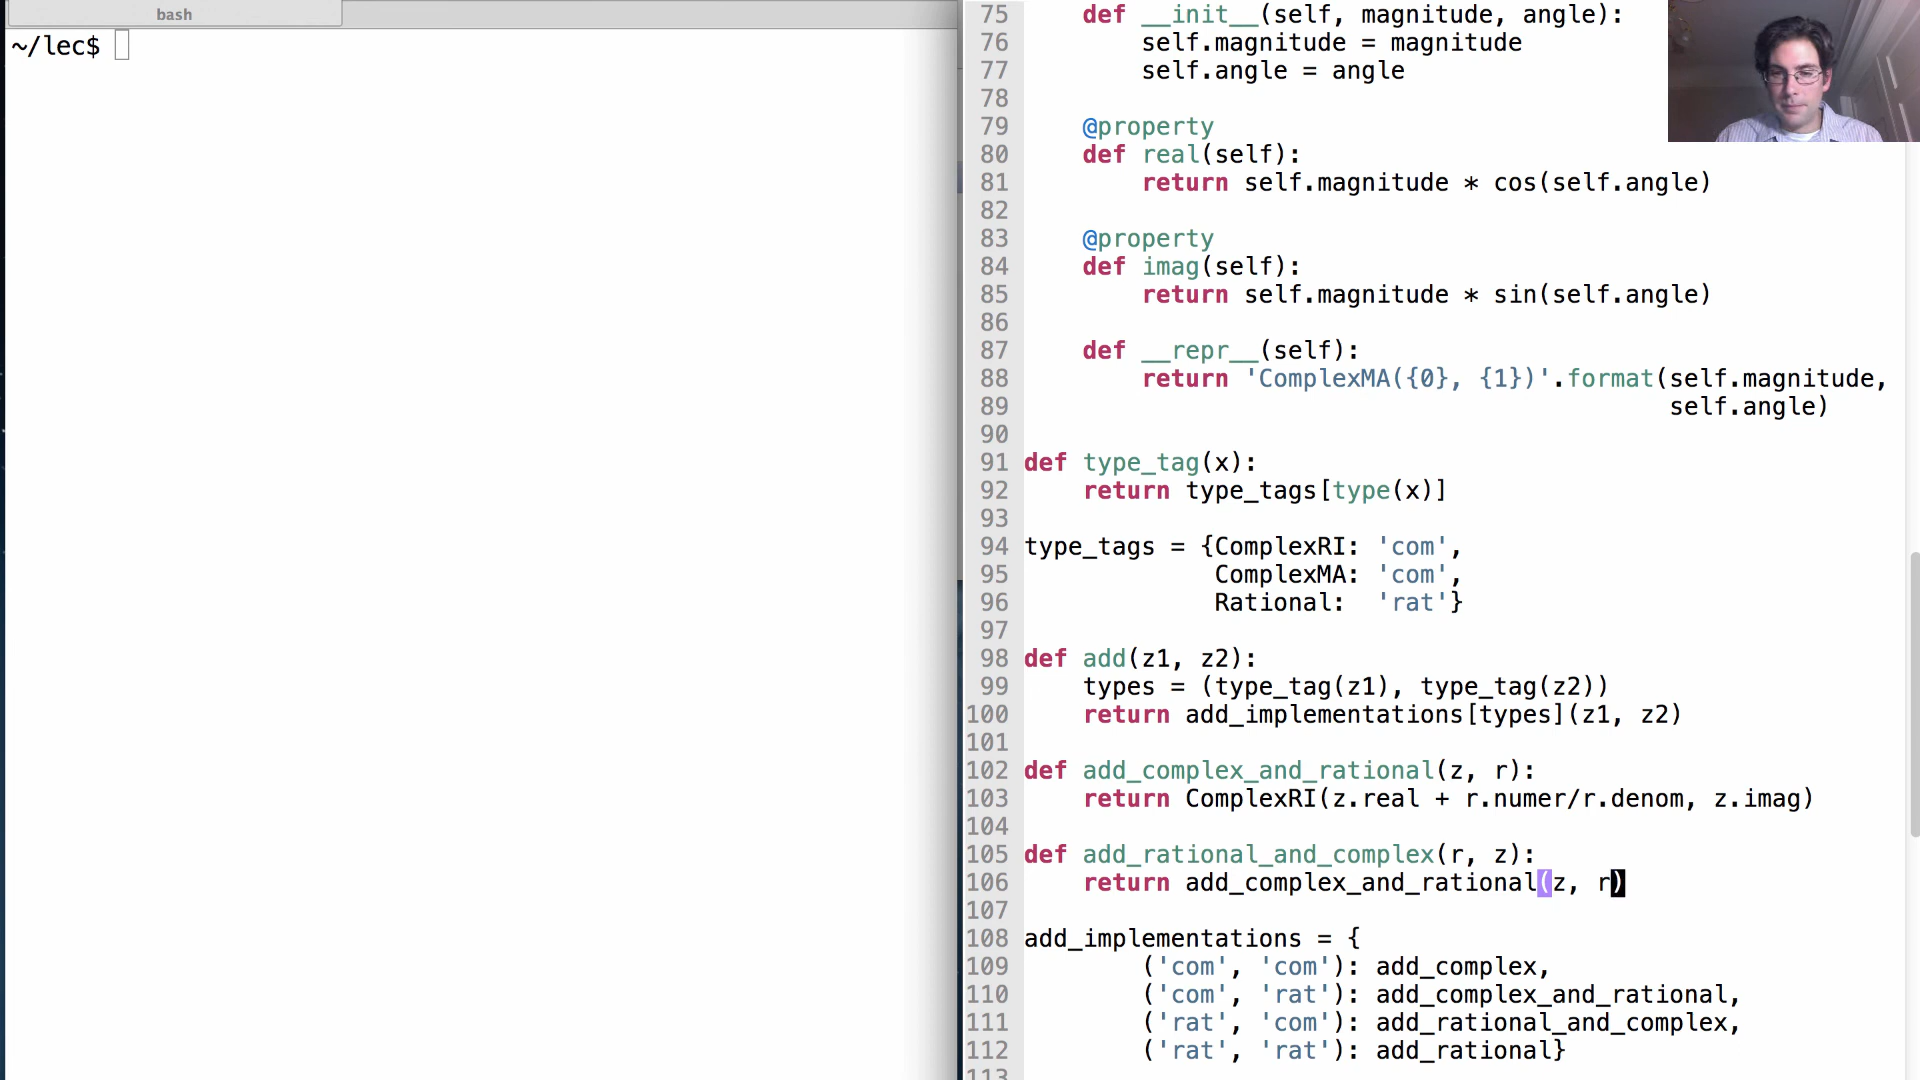 bash
~/lec$
75 def __init__(self, magnitude, angle):
76 self.magnitude = magnitude
77 self.angle = angle
78
79 @property
80 def real(self):
81 return self.magnitude * cos(self.angle)
82
83 @property
84 def imag(self):
85 return self.magnitude * sin(self.angle)
86
87 def __repr__(self):
88 return 'ComplexMA({0}, {1})'.format(self.magnitude,
89 self.angle)
90
91 def type_tag(x):
92 return type_tags[type(x)]
93
94 type_tags = {ComplexRI: 'com',
95 ComplexMA: 'com',
96 Rational: 'rat'}
97
98 def add(z1, z2):
99 types = (type_tag(z1), type_tag(z2))
100 return add_implementations[types](z1, z2)
101
102 def add_complex_and_rational(z, r):
103 return ComplexRI(z.real + r.numer/r.denom, z.imag)
104
105 def add_rational_and_complex(r, z):
106 return add_complex_and_rational(z, r)
107
108 add_implementations = {
109 ('com', 'com'): add_complex,
110 ('com', 'rat'): add_complex_and_rational,
111 ('rat', 'com'): add_rational_and_complex,
112 ('rat', 'rat'): add_rational}
113